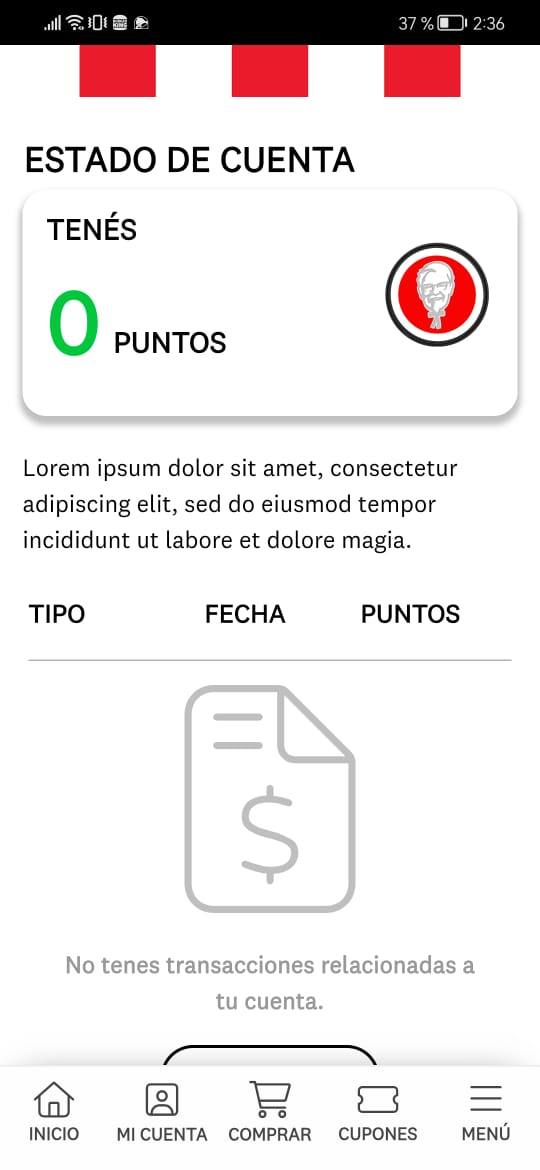 37 % 2:36
ESTADO DE CUENTA
TENÉS
0 PUNTOS
Lorem ipsum dolor sit amet, consectetur
adipiscing elit, sed do eiusmod tempor
incididunt ut labore et dolore magia.
TIPO FECHA PUNTOS
$
No tenes transacciones relacionadas a
tu cuenta.
INICIO MI CUENTA COMPRAR CUPONES MENÚ